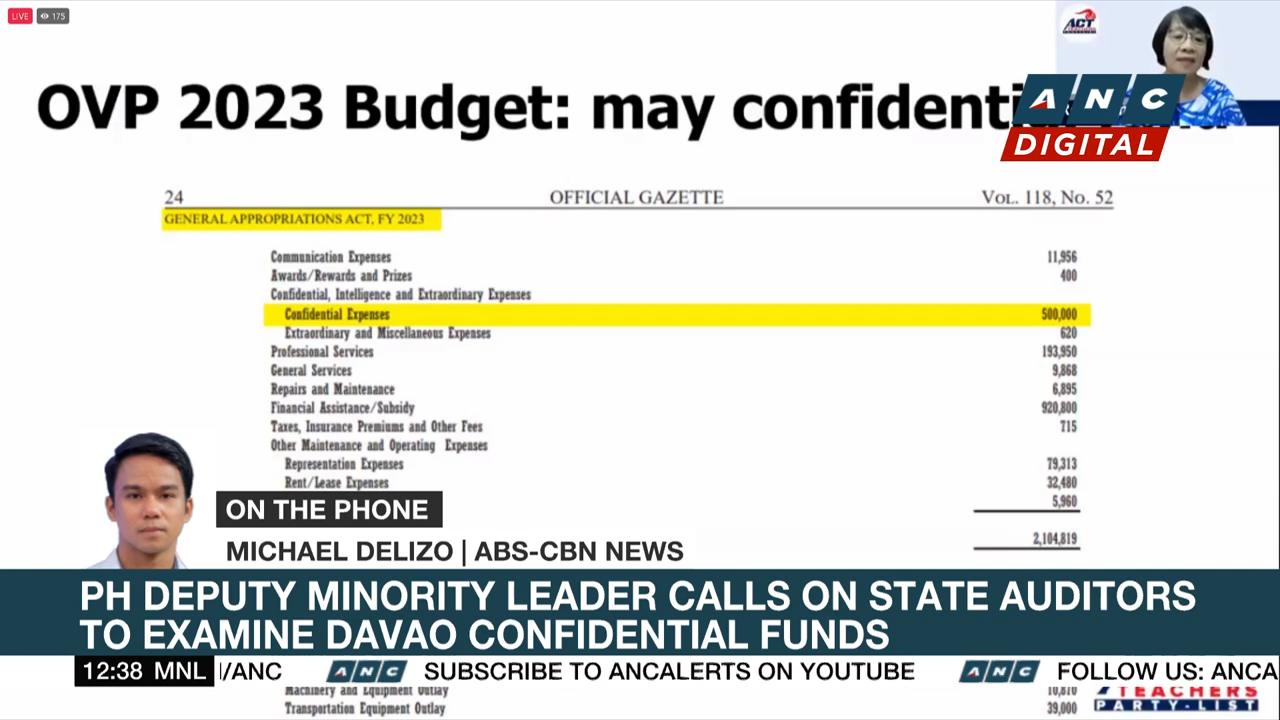 LIVE 175
ACT
OVP 2023 Budget: may confidenti
ANC
DIGITAL
24 OFFICIAL GAZETTE VOL. 118, NO. 52
GENERAL APPROPRIATIONS ACT, FY 2023
Communication Expenses 11,956
Awards/Rewards and Prizes 400
Confidential, Intelligence and Extraordinary Expenses
Confidential Expenses 500,000
Extraordinary and Miscellaneous Expenses 620
Professional Services 193,950
General Services 9,868
Repairs and Maintenance 6,895
Financial Assistance/Subsidy 920,800
Taxes, Insurance Premiums and Other Fees 715
Other Maintenance and Operating Expenses
Representation Expenses 79,313
Rent/Lease Expenses 32,480
5,960
2,104,819
ON THE PHONE
MICHAEL DELIZO | ABS-CBN NEWS
PH DEPUTY MINORITY LEADER CALLS ON STATE AUDITORS
TO EXAMINE DAVAO CONFIDENTIAL FUNDS
12:38 MNL /ANC ANC SUBSCRIBE TO ANCALERTS ON YOUTUBE ANC FOLLOW US: ANCA
Machinery and Equipment Outlay 10,810
Transportation Equipment Outlay 39,000
TEACHERS
PARTY-LIST